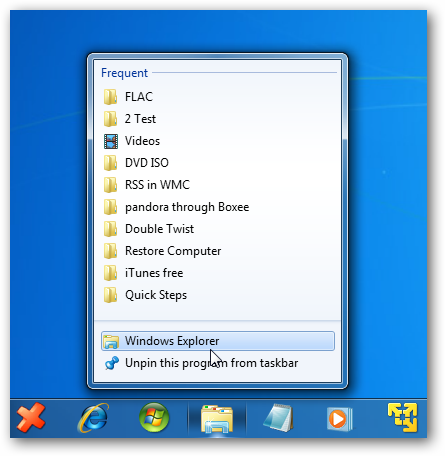 Frequent
FLAC
2 Test
Videos
DVD ISO
RSS in WMC
pandora through Boxee
Double Twist
Restore Computer
iTunes free
Quick Steps
Windows Explorer
Unpin this program from taskbar